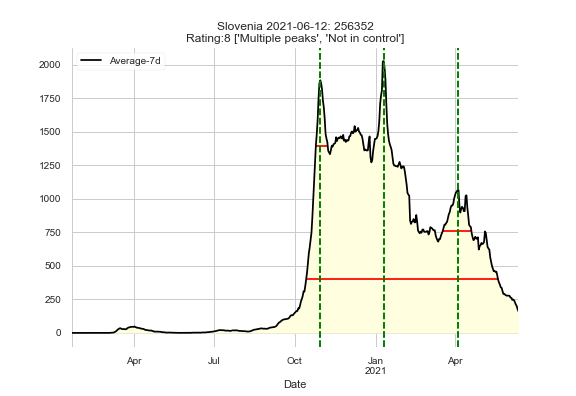 Slovenia 2021-06-12: 256352
Rating:8 ['Multiple peaks', 'Not in control']
Average-7d
2000
1750
1500
1250
1000
750
500
250
0
Apr
Jul
Oct
Jan
2021
Apr
Date